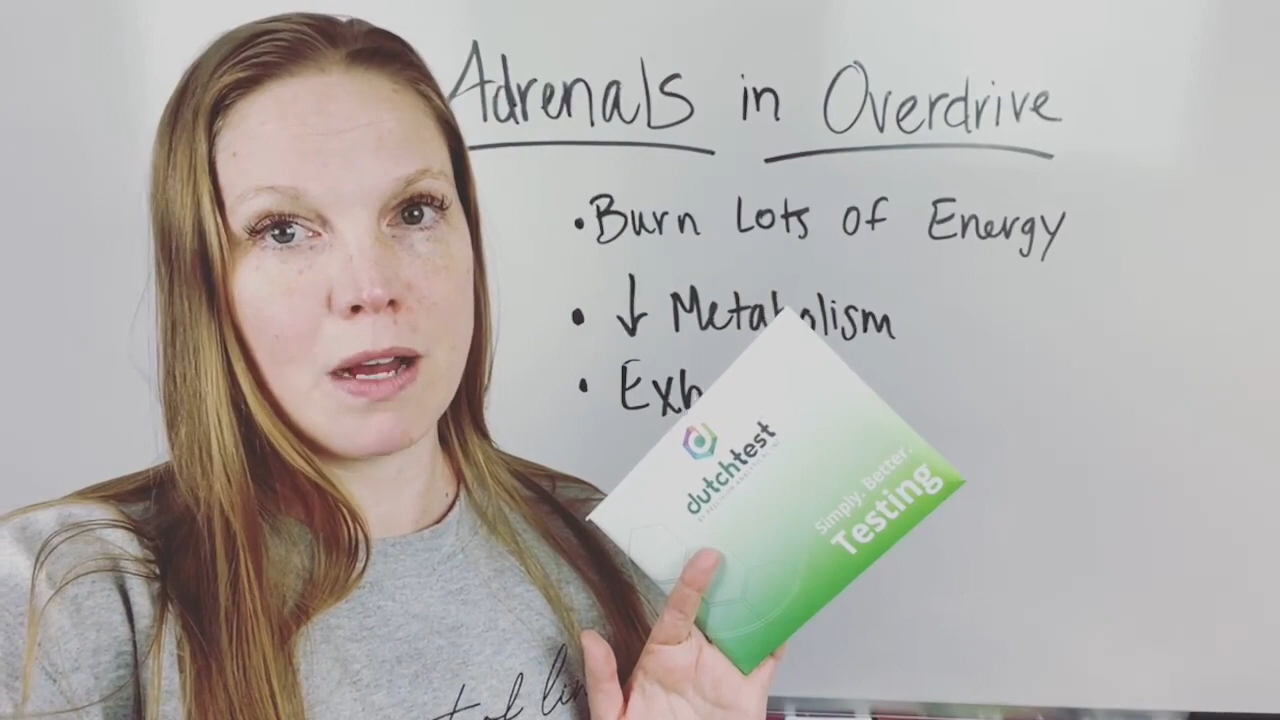 Adrenals in Overdrive
• Burn Lots of Energy
• ↓ Metabolism
• Exh
dutchtest
Simply. Better.
Testing